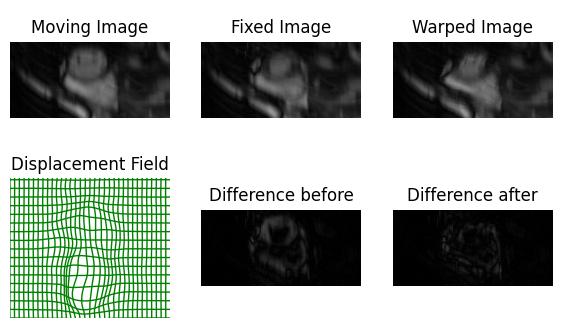 Moving Image
Fixed Image
Warped Image
Displacement Field
Difference before
Difference after